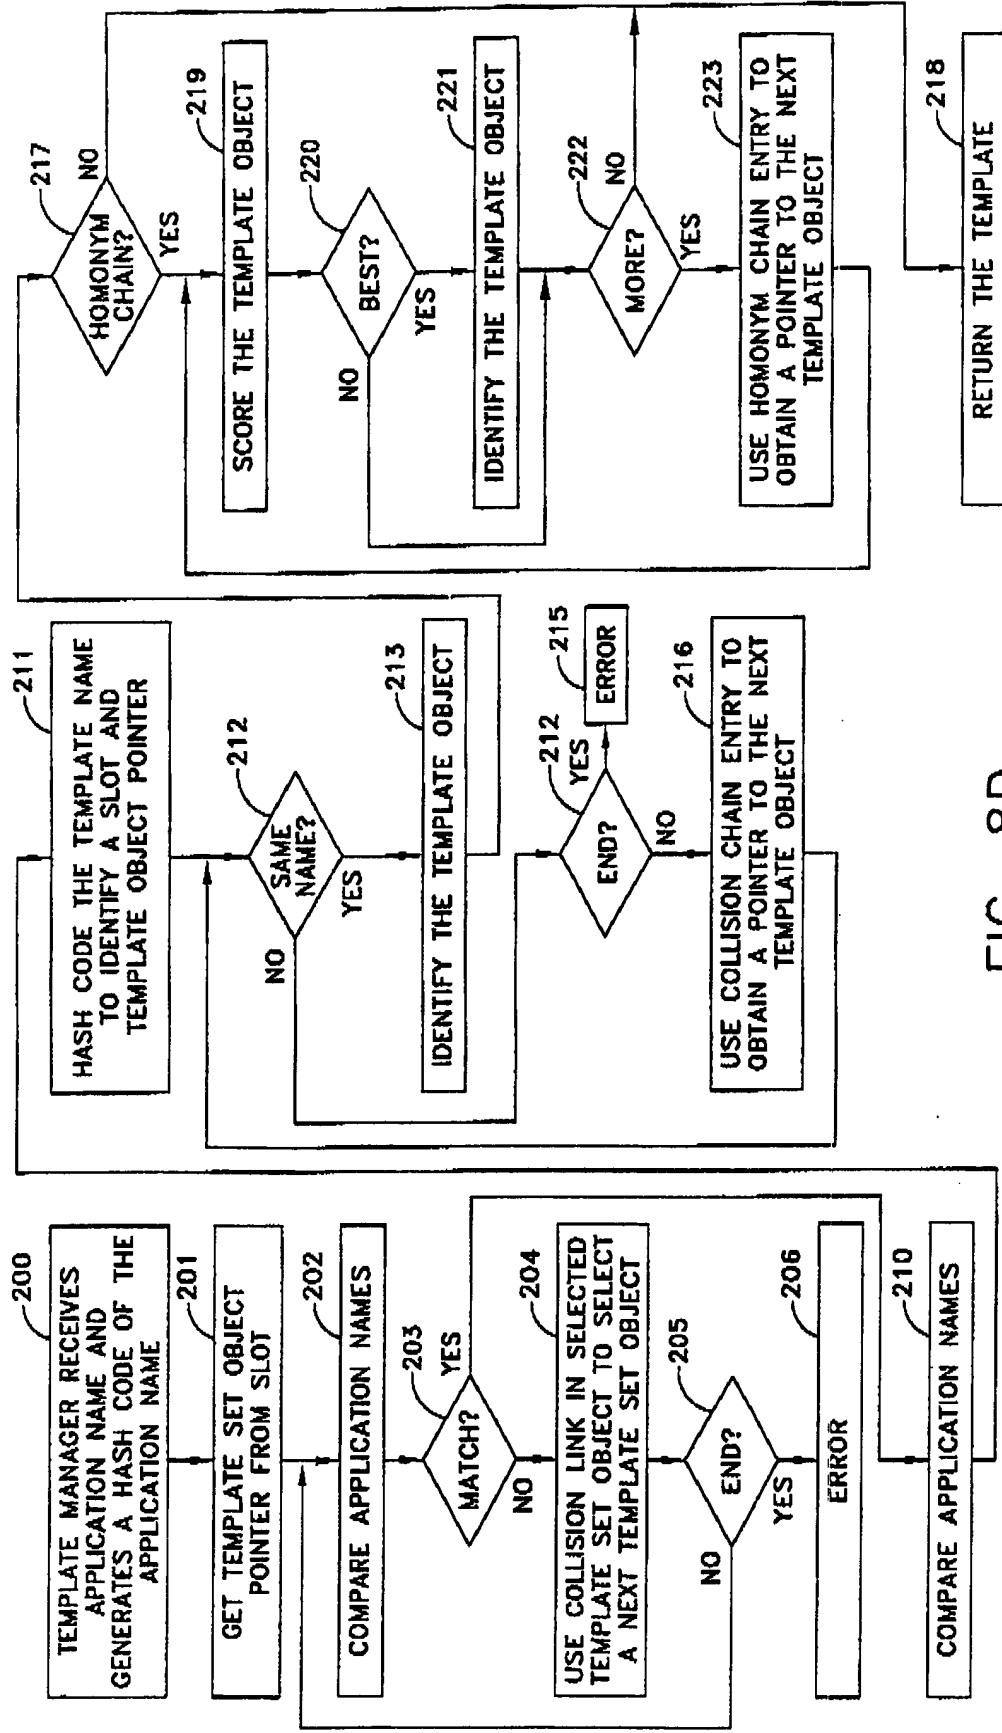 200
TEMPLATE MANAGER RECEIVES
APPLICATION NAME AND
GENERATES A HASH CODE OF THE
APPLICATION NAME
201
GET TEMPLATE SET OBJECT
POINTER FROM SLOT
202
COMPARE APPLICATION NAMES
203
MATCH?
YES
NO
204
USE COLLISION LINK IN SELECTED
TEMPLATE SET OBJECT TO SELECT
A NEXT TEMPLATE SET OBJECT
205
END?
NO
YES
206
ERROR
210
COMPARE APPLICATION NAMES
211
HASH CODE THE TEMPLATE NAME
TO IDENTIFY A SLOT AND
TEMPLATE OBJECT POINTER
212
SAME
NAME?
NO
YES
213
IDENTIFY THE TEMPLATE OBJECT
212
END?
YES
215
ERROR
NO
216
USE COLLISION CHAIN ENTRY TO
OBTAIN A POINTER TO THE NEXT
TEMPLATE OBJECT
217
HOMONYM
CHAIN?
NO
YES
219
SCORE THE TEMPLATE OBJECT
220
BEST?
NO
YES
221
IDENTIFY THE TEMPLATE OBJECT
222
MORE?
NO
YES
223
USE HOMONYM CHAIN ENTRY TO
OBTAIN A POINTER TO THE NEXT
TEMPLATE OBJECT
218
RETURN THE TEMPLATE